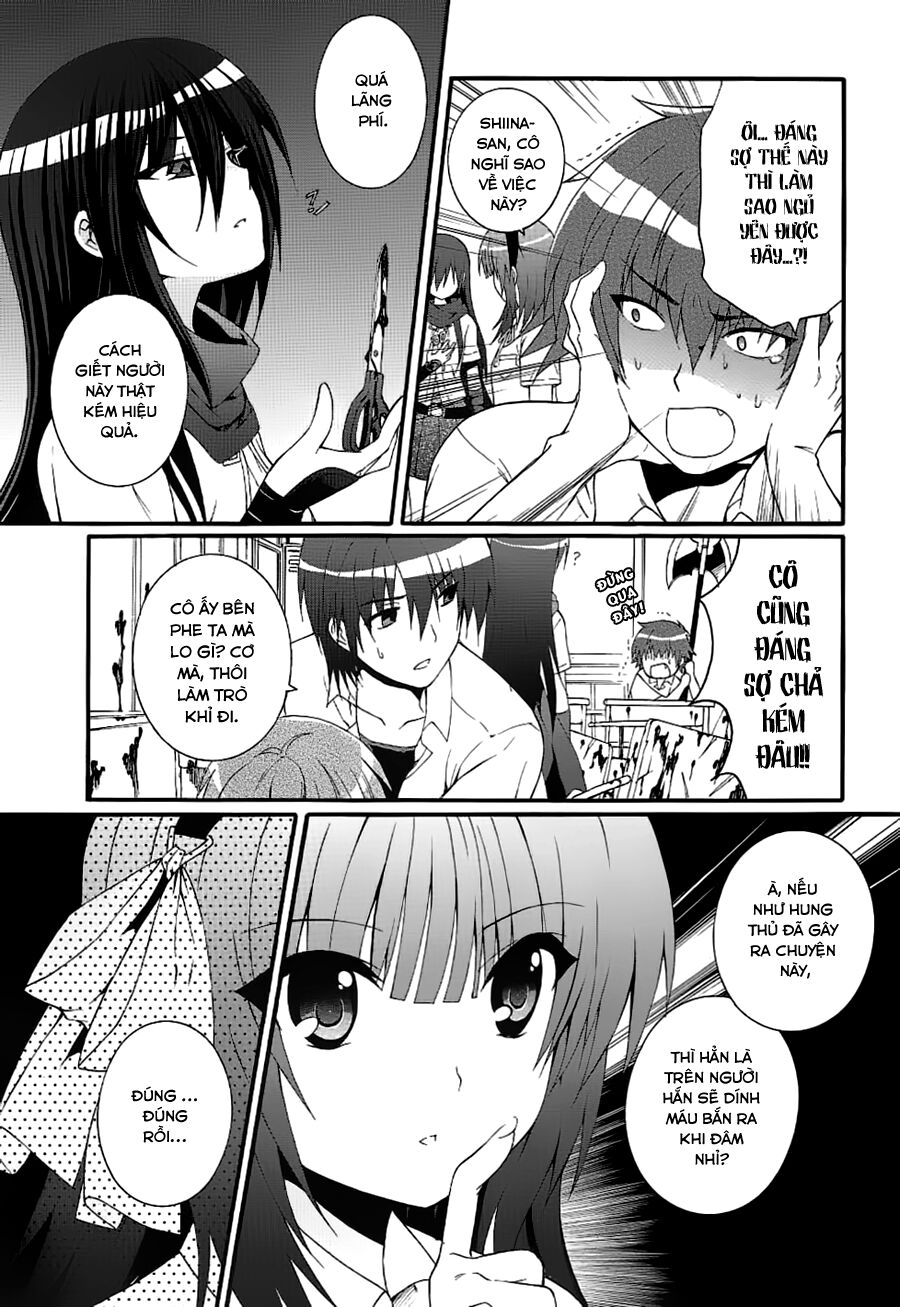 ÔI... ĐÁNG
SỢ THẾ NÀY
THÌ LÀM
SAO NGỦ
YÊN ĐƯỢC
ĐÂY...?!
SHIINA-
SAN, CÔ
NGHĨ SAO
VỀ VIỆC
NÀY?
QUÁ
LÃNG
PHÍ.
?!
CÁCH
GIẾT NGƯỜI
NÀY THẬT
KÉM HIỆU
QUẢ.
CÔ
CŨNG
ĐÁNG
SỢ CHẢ
KÉM
ĐÂU!!
ĐỪNG
QUA
ĐÂY!
?
CÔ ẤY BÊN
PHE TA MÀ
LO GÌ? CƠ
MÀ, THÔI
LÀM TRÒ
KHỈ ĐI.
À, NẾU
NHƯ HUNG
THỦ ĐÃ GÂY
RA CHUYỆN
NÀY,
THÌ HẲN LÀ
TRÊN NGƯỜI
HẮN SẼ DÍNH
MÁU BẮN RA
KHI ĐÂM
NHỈ?
ĐÚNG ...
ĐÚNG
RỒI...